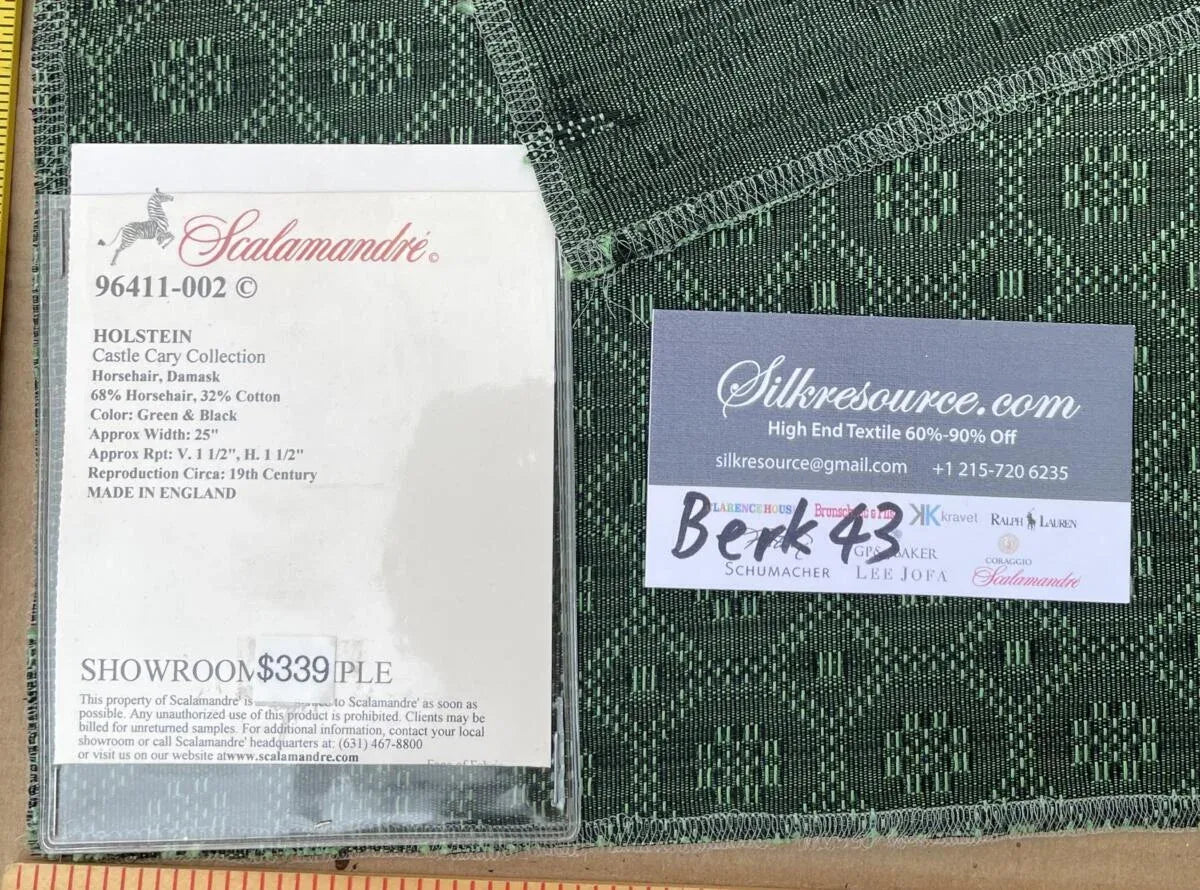 Scalamandré ©
96411-002 ©
HOLSTEIN
Castle Cary Collection
Horsehair, Damask
68% Horsehair, 32% Cotton
Color: Green & Black
Approx Width: 25"
Approx Rpt: V. 1 1/2", H. 1 1/2"
Reproduction Circa: 19th Century
MADE IN ENGLAND
SHOWROOM $339 PLE
This property of Scalamandre' is to Scalamandre' as soon as
possible. Any unauthorized use of this product is prohibited. Clients may be
billed for unreturned samples. For additional information, contact your local
showroom or call Scalamandre' headquarters at: (631) 467-8800
or visit us on our website atwww.scalamandre.com
Silkresource.com
High End Textile 60%-90% Off
silkresource@gmail.com +1 215-720 6235
Berk 43
CLARENCE HOUSE kravet RALPH LAUREN
BAKER CORAGGIO
SCHUMACHER LEE JOFA Scalamandré